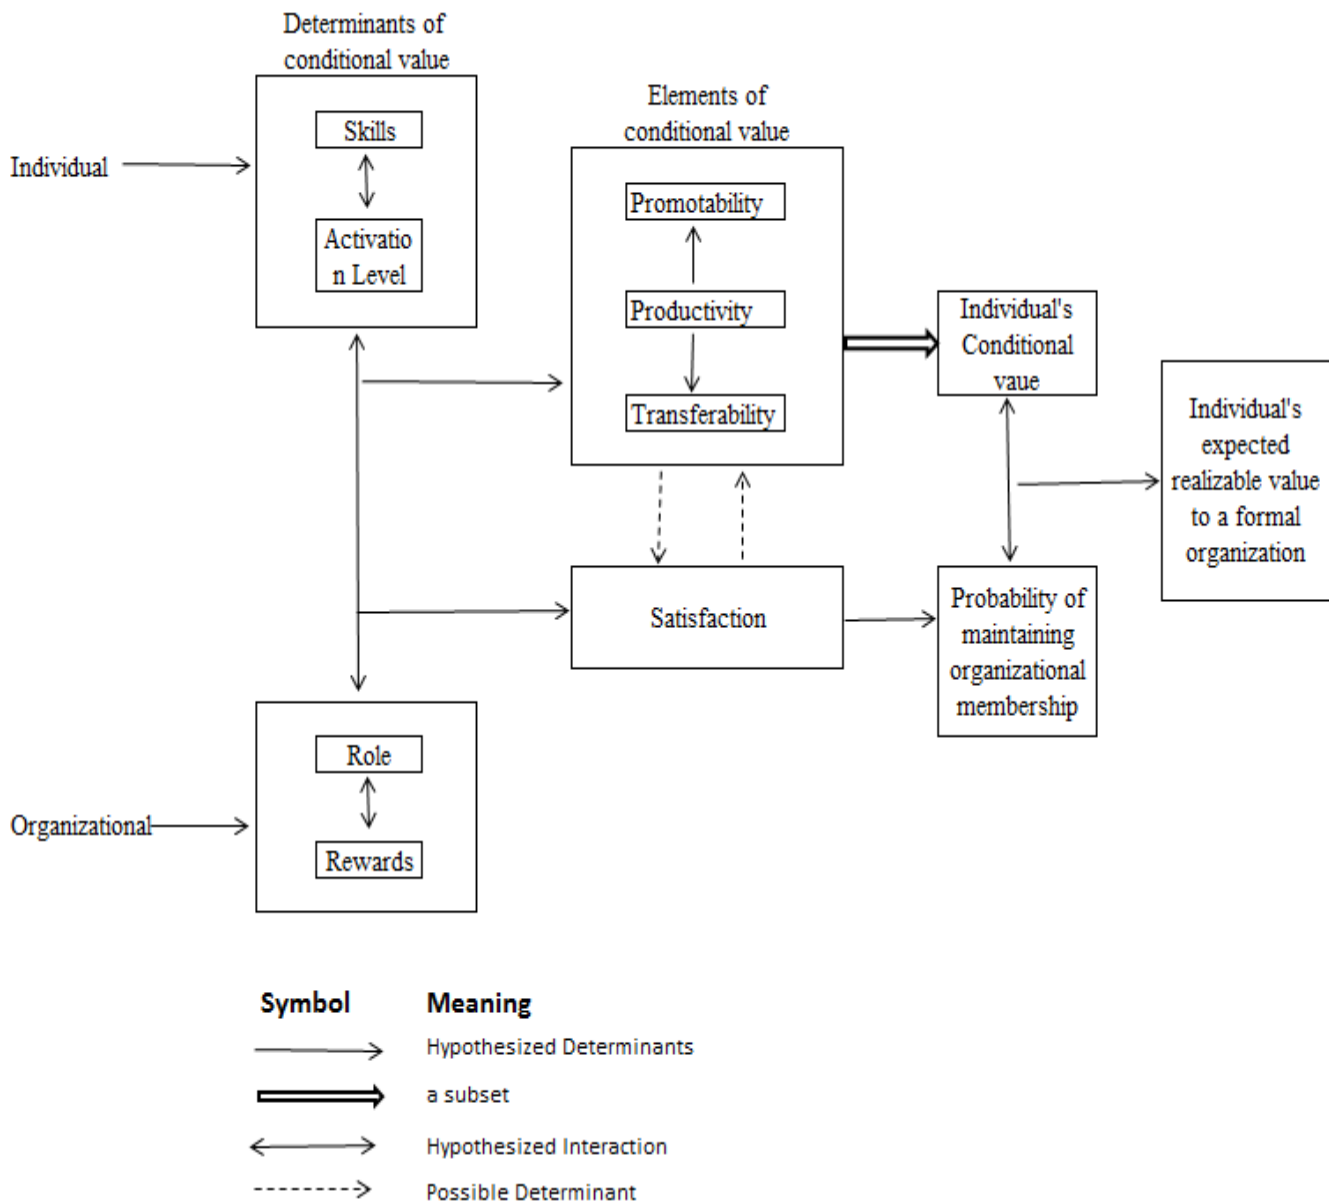 Determinants of
conditional value
Skills
Individual
Activatio
n Level
Elements of
conditional value
Promotability
Productivity
Transferability
Individual's
Conditional
vaue
Individual's
expected
realizable value
to a formal
organization
Satisfaction
Probability of
maintaining
organizational
membership
Role
Organizational
Rewards
Symbol Meaning
Hypothesized Determinants
a subset
Hypothesized Interaction
Possible Determinant